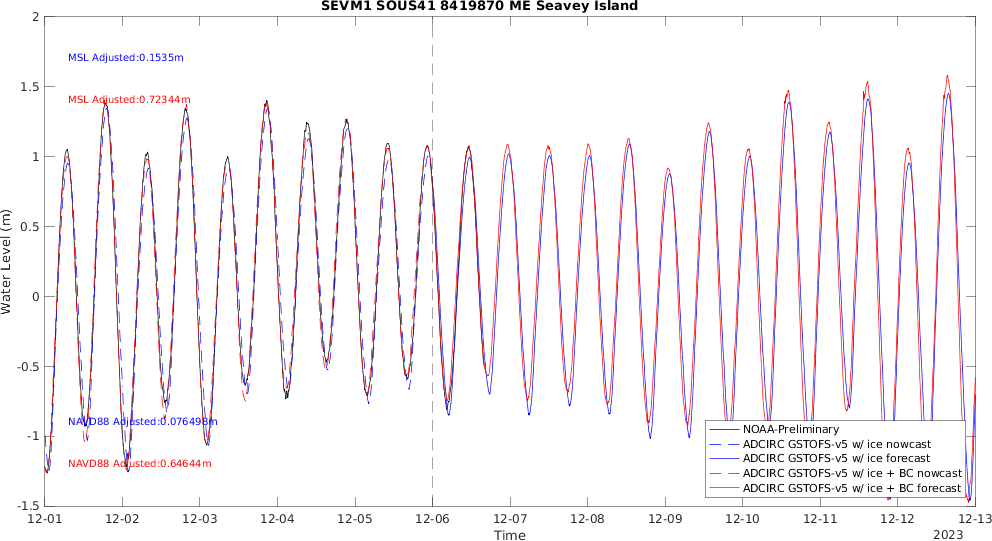 SEVM1 SOUS41 8419870 ME Seavey Island
MSL Adjusted:0.1535m
MSL Adjusted:0.72344m
NAVD88 Adjusted:0.076498m
NAVD88 Adjusted:0.64644m
Water Level (m)
2
1.5
1
0.5
0
-0.5
-1
-1.5
NOAA-Preliminary
ADCIRC GSTOFS-v5 w/ ice nowcast
ADCIRC GSTOFS-v5 w/ ice forecast
ADCIRC GSTOFS-v5 w/ ice + BC nowcast
ADCIRC GSTOFS-v5 w/ ice + BC forecast
12-01 12-02 12-03 12-04 12-05 12-06 12-07 12-08 12-09 12-10 12-11 12-12 12-13
Time
2023